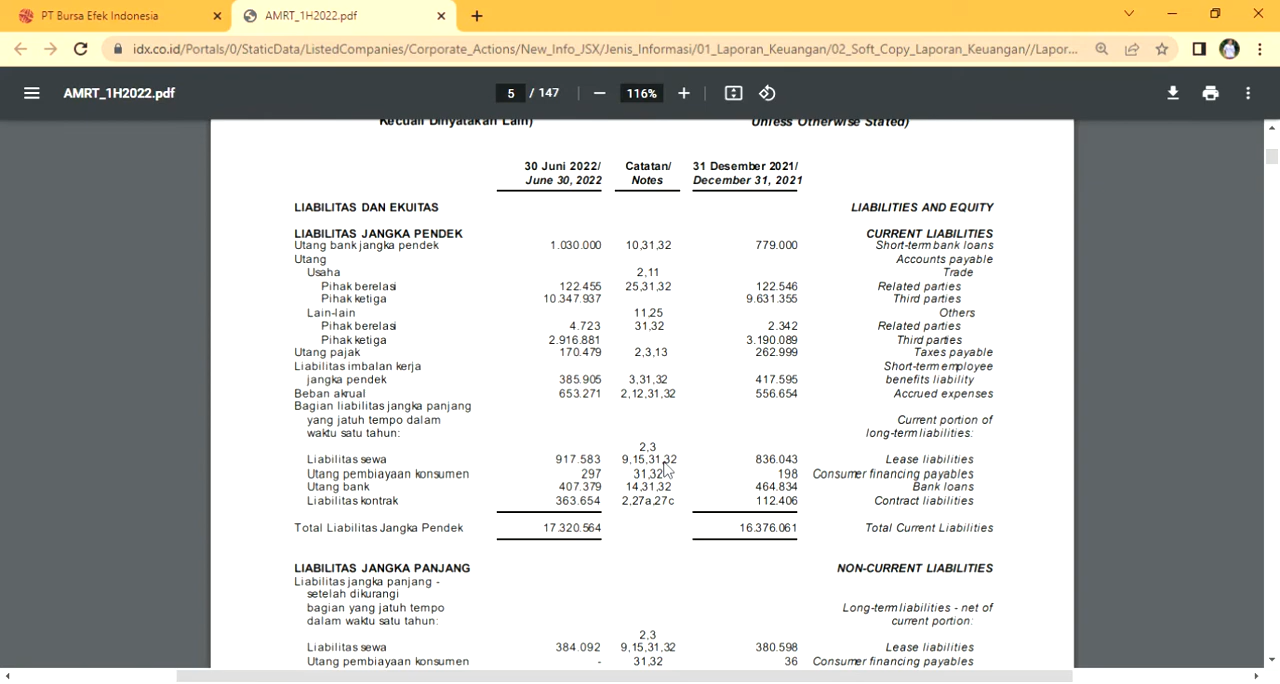 PT Bursa Efek Indonesia
AMRT_1H2022.pdf
idx.co.id/Portals/0/StaticData/ListedCompanies/Corporate_Actions/New_Info_JSX/Jenis_Informasi/01_Laporan_Keuangan/02_Soft_Copy_Laporan_Keuangan//Lapor...
AMRT_1H2022.pdf 5 / 147 116%
Kecuali Dinyatakan Lain) Unless Otherwise Stated)
30 Juni 2022/ Catatan/ 31 Desember 2021/
June 30, 2022 Notes December 31, 2021
LIABILITAS DAN EKUITAS LIABILITIES AND EQUITY
LIABILITAS JANGKA PENDEK CURRENT LIABILITIES
Utang bank jangka pendek 1.030.000 10,31,32 779.000 Short-term bank loans
Utang Accounts payable
Usaha 2,11 Trade
Pihak berelasi 122.455 25,31,32 122.546 Related parties
Pihak ketiga 10.347.937 9.631.355 Third parties
Lain-lain 11,25 Others
Pihak berelasi 4.723 31,32 2.342 Related parties
Pihak ketiga 2.916.881 3.190.089 Third parties
Utang pajak 170.479 2,3,13 262.999 Taxes payable
Liabilitas imbalan kerja Short-term employee
jangka pendek 385.905 3,31,32 417.595 benefits liability
Beban akrual 653.271 2,12,31,32 556.654 Accrued expenses
Bagian liabilitas jangka panjang
yang jatuh tempo dalam Current portion of
waktu satu tahun: long-term liabilities:
2,3
Liabilitas sewa 917.583 9,15,31,32 836.043 Lease liabilities
Utang pembiayaan konsumen 297 31,32 198 Consumer financing payables
Utang bank 407.379 14,31,32 464.834 Bank loans
Liabilitas kontrak 363.654 2,27a,27c 112.406 Contract liabilities
Total Liabilitas Jangka Pendek 17.320.564 16.376.061 Total Current Liabilities
LIABILITAS JANGKA PANJANG NON-CURRENT LIABILITIES
Liabilitas jangka panjang -
setelah dikurangi
bagian yang jatuh tempo Long-term liabilities - net of
dalam waktu satu tahun: current portion:
2,3
Liabilitas sewa 384.092 9,15,31,32 380.598 Lease liabilities
Utang pembiayaan konsumen - 31,32 36 Consumer financing payables